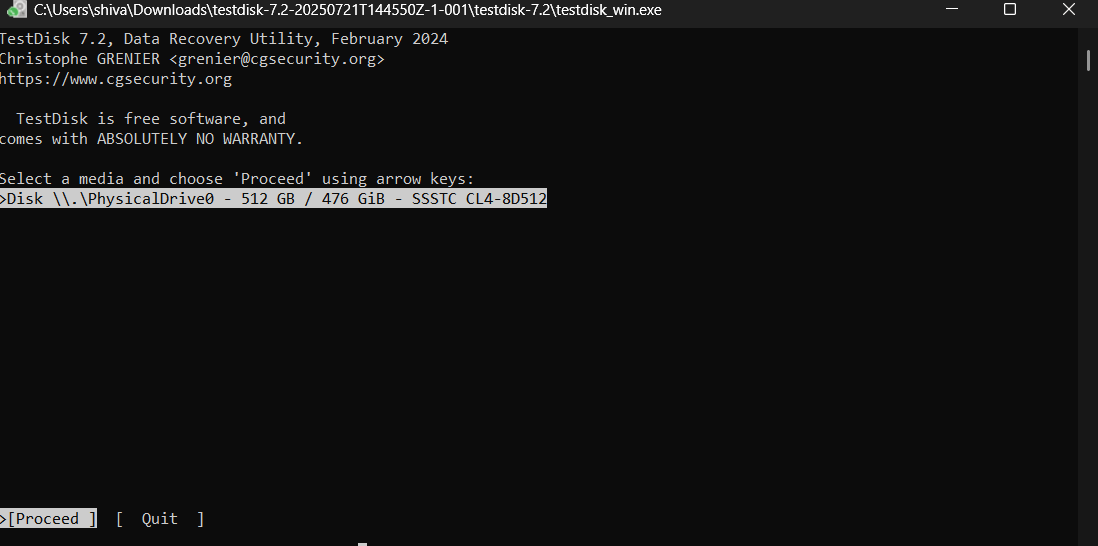 C:\Users\shiva\Downloads\testdisk-7.2-20250721T144550Z-1-001\testdisk-7.2\testdisk_win.exe
TestDisk 7.2, Data Recovery Utility, February 2024
Christophe GRENIER <grenier@cgsecurity.org>
https://www.cgsecurity.org
TestDisk is free software, and
comes with ABSOLUTELY NO WARRANTY.
Select a media and choose 'Proceed' using arrow keys:
>Disk \\.\PhysicalDrive0 - 512 GB / 476 GiB - SSSTC CL4-8D512
>[Proceed ]  [  Quit  ]